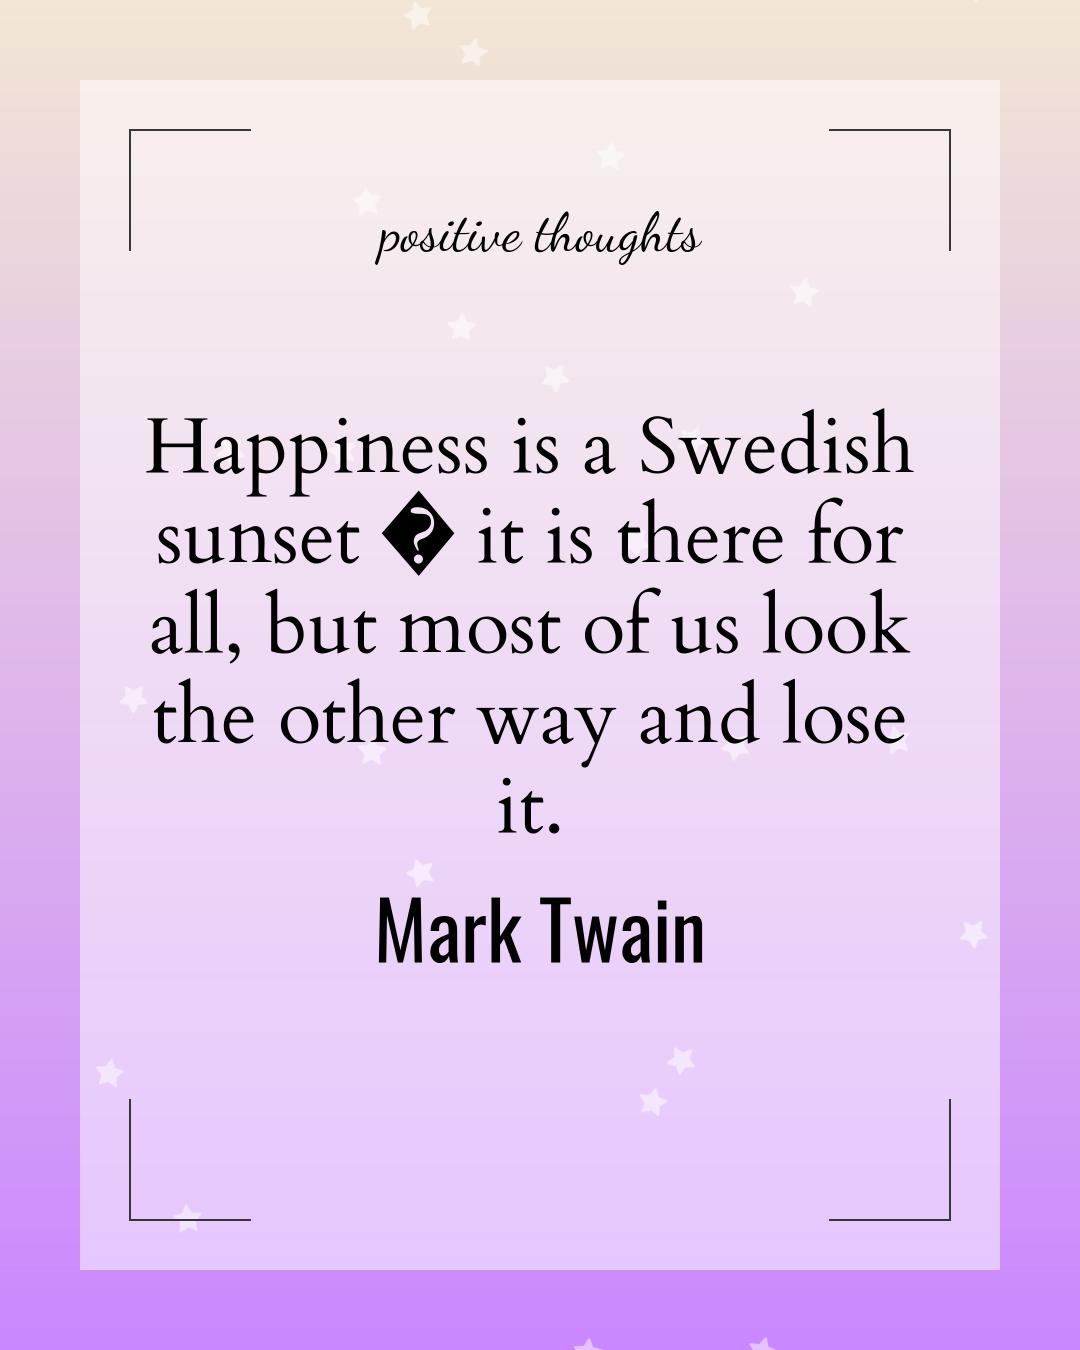 positive thoughts
Happiness is a Swedish
sunset � it is there for
all, but most of us look
the other way and lose
it.
Mark Twain